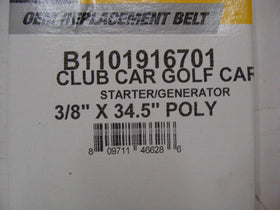 OEM REPLACEMENT BELT
B1101916701
CLUB CAR GOLF CAR
STARTER/GENERATOR
3/8" X 34.5" POLY
8 09711 46628 6